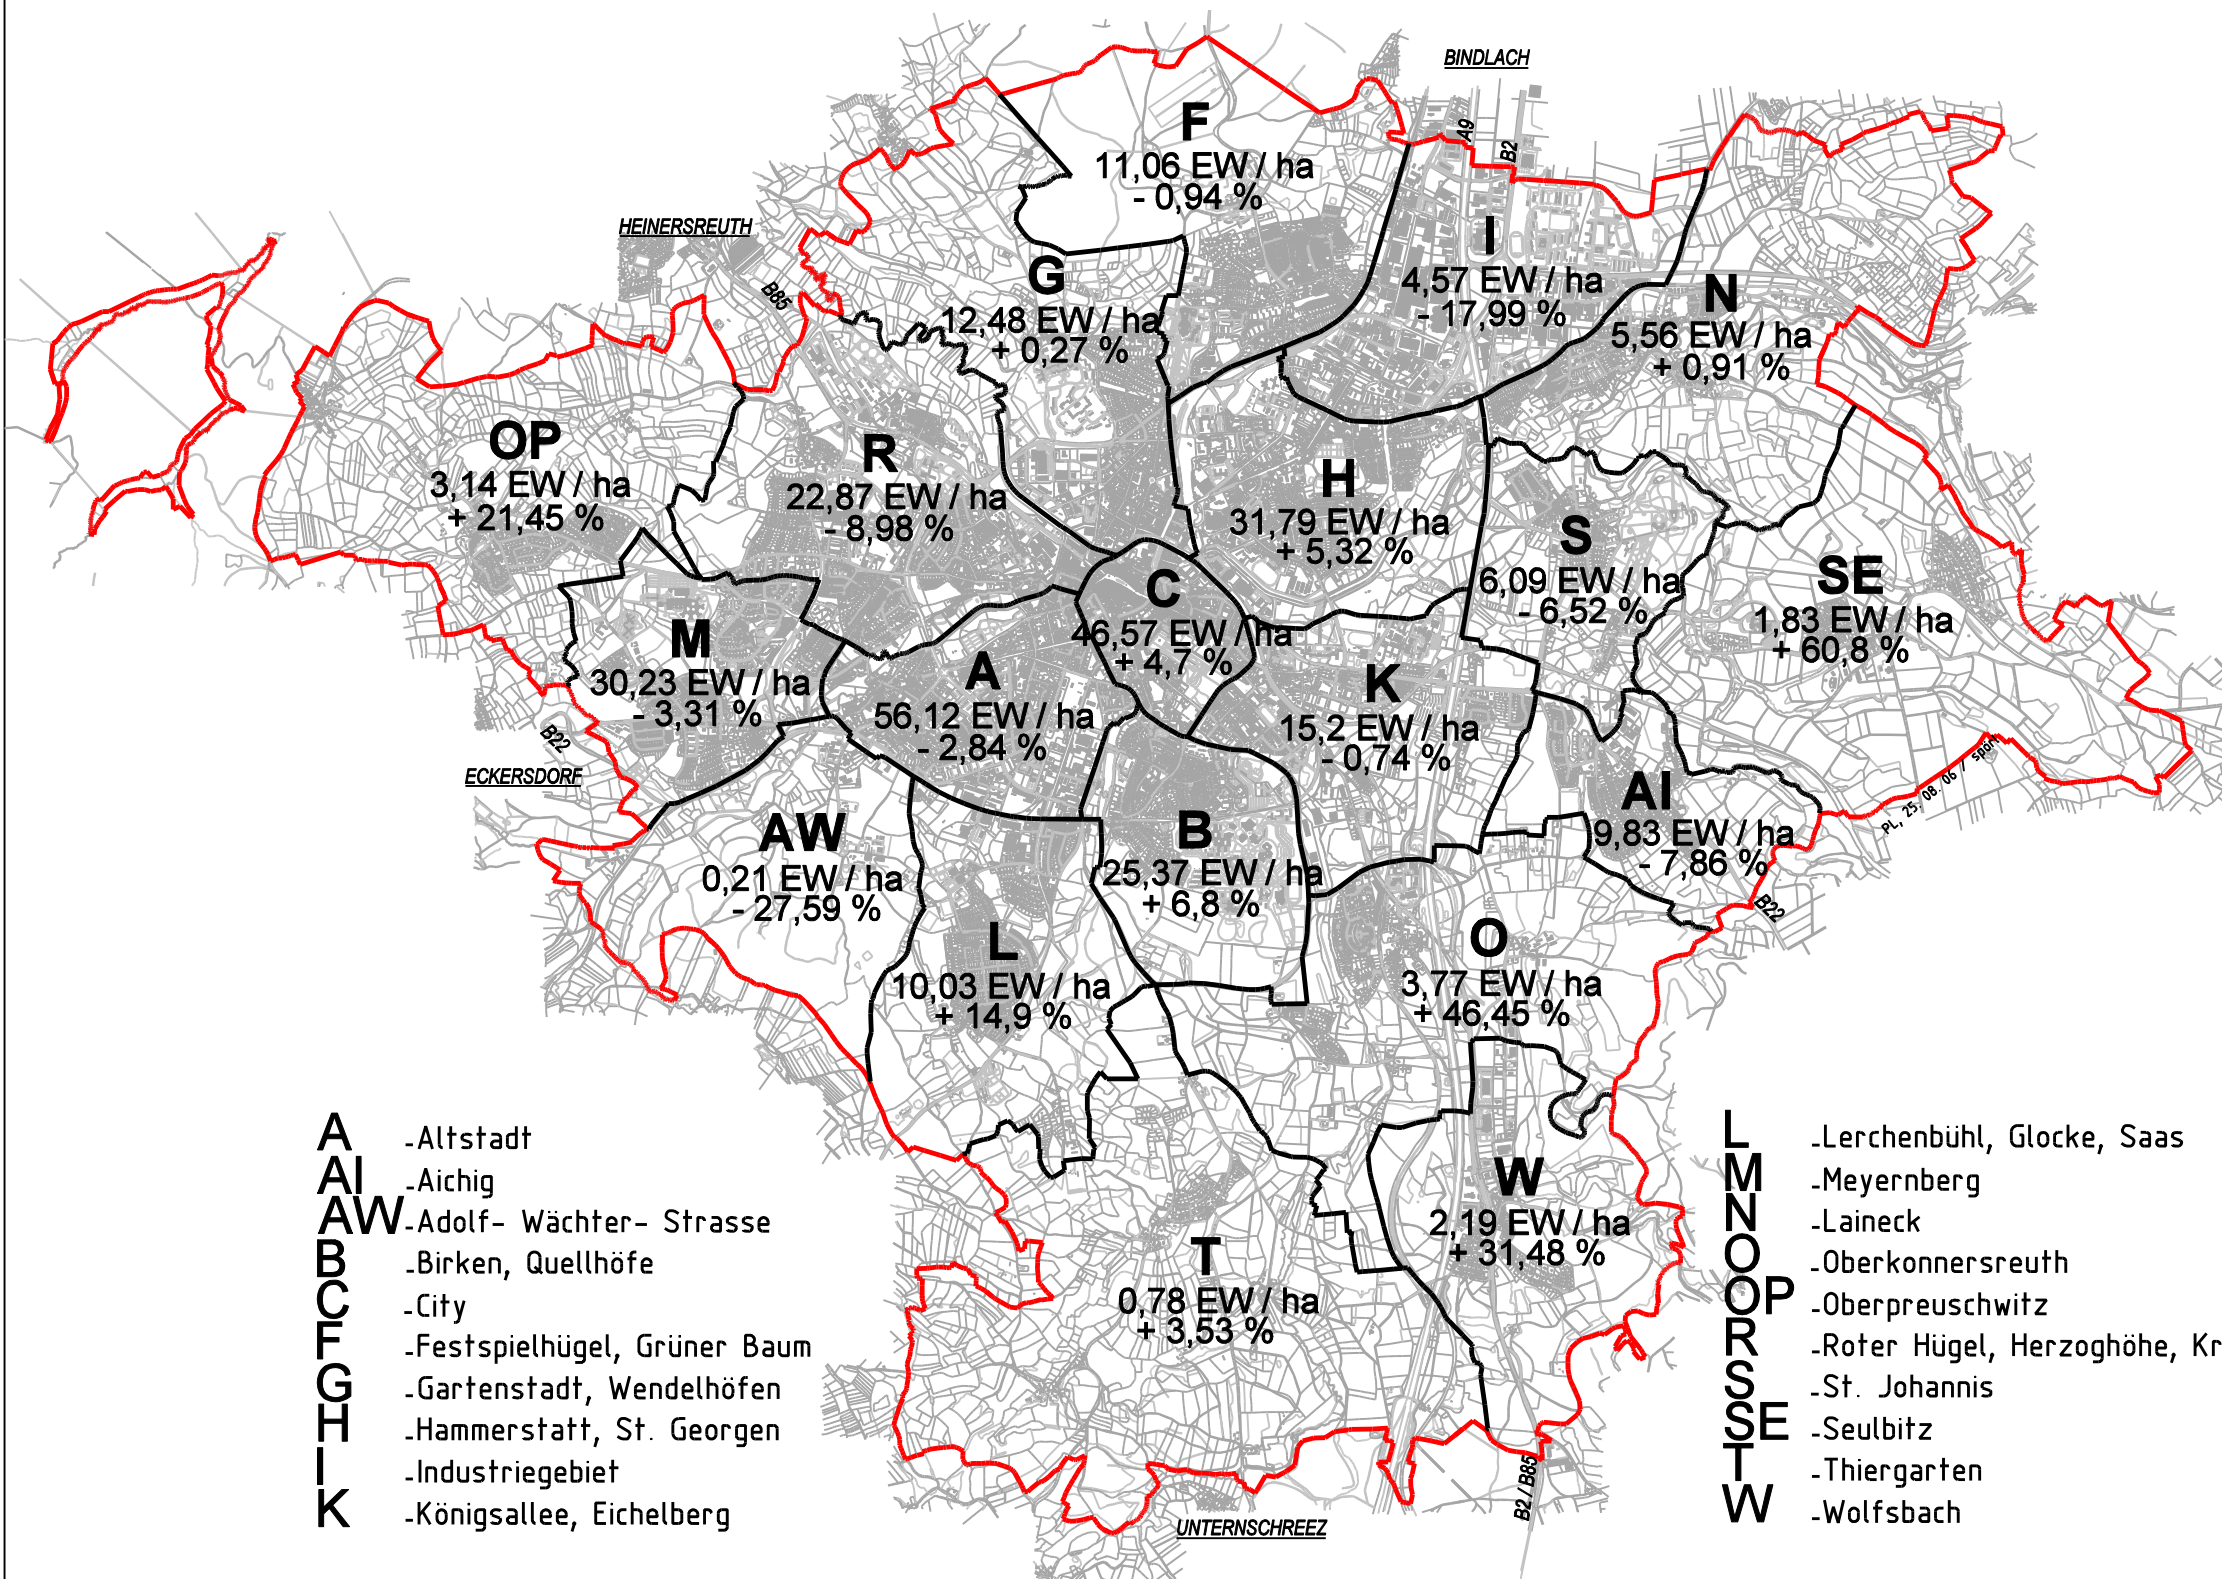 BINDLACH
A9
B2
F
11,06 EW / ha
- 0,94 %
HEINERSREUTH
B85
I
4,57 EW / ha
- 17,99 %
G
12,48 EW / ha
+ 0,27 %
N
5,56 EW / ha
+ 0,91 %
OP
3,14 EW / ha
+ 21,45 %
R
22,87 EW / ha
- 8,98 %
H
31,79 EW / ha
+ 5,32 %
S
6,09 EW / ha
- 6,52 %
SE
1,83 EW / ha
+ 60,8 %
C
46,57 EW / ha
+ 4,7 %
M
30,23 EW / ha
- 3,31 %
A
56,12 EW / ha
- 2,84 %
K
15,2 EW / ha
- 0,74 %
B22
ECKERSDORF
PL, 25. 08. 06 / spörl
AI
9,83 EW / ha
- 7,86 %
B22
AW
0,21 EW / ha
- 27,59 %
B
25,37 EW / ha
+ 6,8 %
L
10,03 EW / ha
+ 14,9 %
O
3,77 EW / ha
+ 46,45 %
W
2,19 EW / ha
+ 31,48 %
T
0,78 EW / ha
+ 3,53 %
B2 / B85
UNTERNSCHREEZ
A -Altstadt
AI -Aichig
AW -Adolf- Wächter- Strasse
B -Birken, Quellhöfe
C -City
F -Festspielhügel, Grüner Baum
G -Gartenstadt, Wendelhöfen
H -Hammerstatt, St. Georgen
I -Industriegebiet
K -Königsallee, Eichelberg
L -Lerchenbühl, Glocke, Saas
M -Meyernberg
N -Laineck
O -Oberkonnersreuth
OP -Oberpreuschwitz
R -Roter Hügel, Herzoghöhe, Kr
S -St. Johannis
SE -Seulbitz
T -Thiergarten
W -Wolfsbach